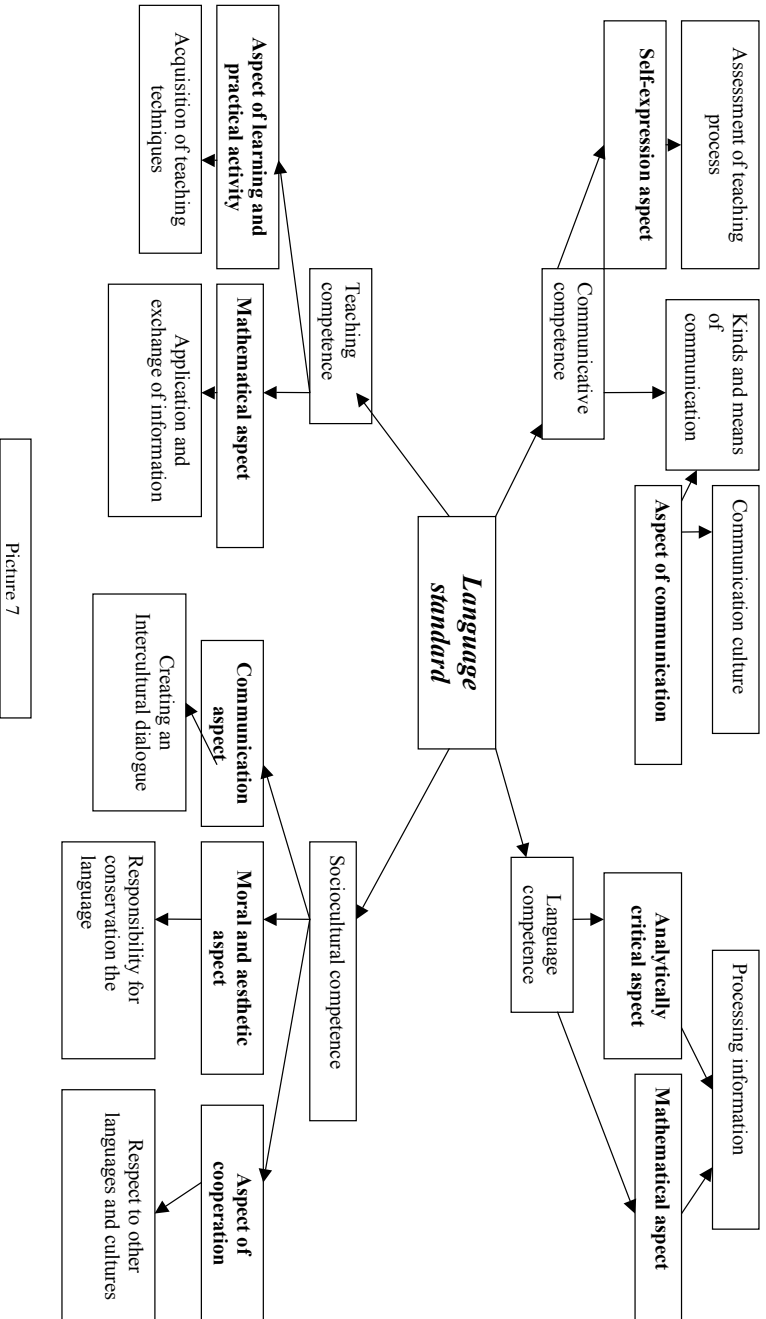 Assessment of teaching
process
Self-expression aspect
Kinds and means
of
communication
Communication culture
Aspect of communication
Communicative
competence
Processing information
Analytically
critical aspect
Mathematical aspect
Language
competence
Language
standard
Teaching
competence
Aspect of learning and
practical activity
Acquisition of teaching
techniques
Mathematical aspect
Application and
exchange of information
Sociocultural competence
Communication
aspect
Creating an
Intercultural dialogue
Moral and aesthetic
aspect
Responsibility for
conservation the
language
Aspect of
cooperation
Respect to other
languages and cultures
Picture 7